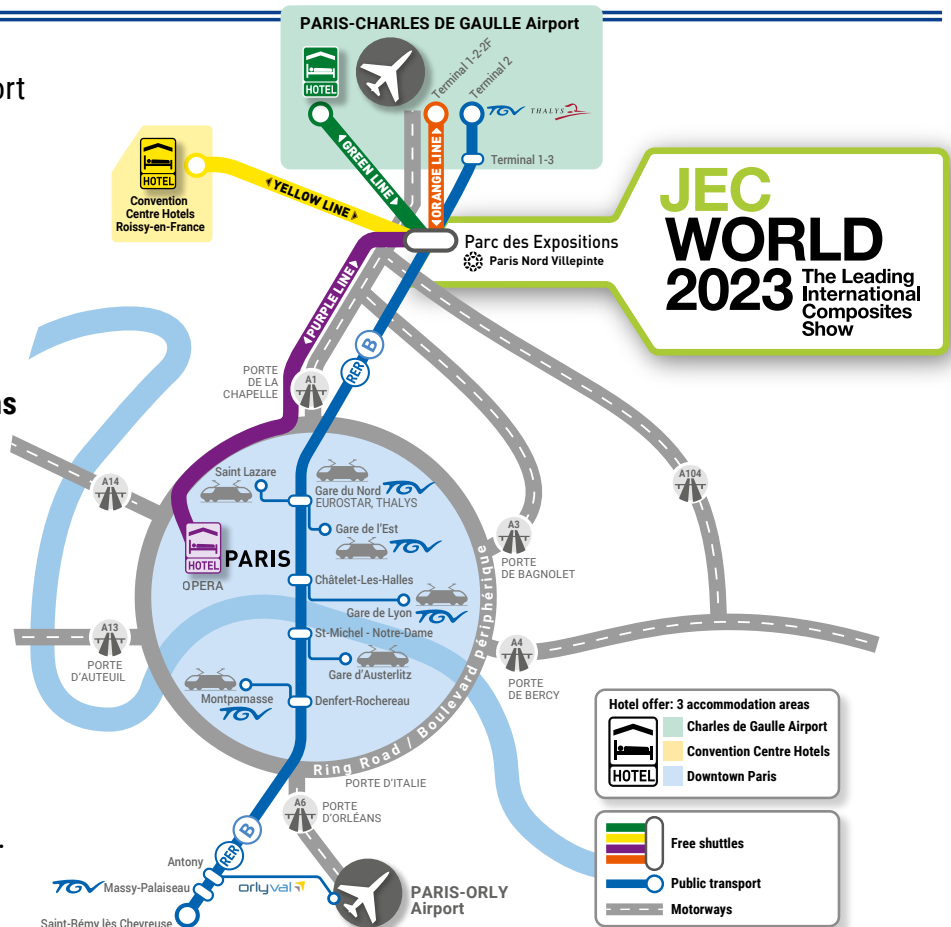 PARIS-CHARLES DE GAULLE Airport
ort
HOTEL
Terminal 1-2-2F
Terminal 2
TGV
THALYS
Terminal 1-3
GREEN LINE
ORANGE LINE
HOTEL
Convention
Centre Hotels
Roissy-en-France
YELLOW LINE
Parc des Expositions
Paris Nord Villepinte
JEC
WORLD
2023
The Leading
International
Composites
Show
PURPLE LINE
B
RER
PORTE
DE LA
CHAPELLE
A1
ns
A14
A104
Saint Lazare
Gare du Nord TGV
EUROSTAR, THALYS
Gare de l'Est
TGV
A3
PORTE
DE BAGNOLET
HOTEL
OPERA
PARIS
Châtelet-Les-Halles
Gare de Lyon
TGV
St-Michel - Notre-Dame
Gare d'Austerlitz
A13
PORTE
D'AUTEUIL
A4
PORTE
DE BERCY
Montparnasse
TGV
Denfert-Rochereau
Ring Road / Boulevard périphérique
PORTE D'ITALIE
A6
PORTE
D'ORLÉANS
B
RER
.
Antony
TGV Massy-Palaiseau
orlyval
Saint-Rémy lès Chevreuse
PARIS-ORLY
Airport
Hotel offer: 3 accommodation areas
HOTEL
Charles de Gaulle Airport
Convention Centre Hotels
Downtown Paris
Free shuttles
Public transport
Motorways